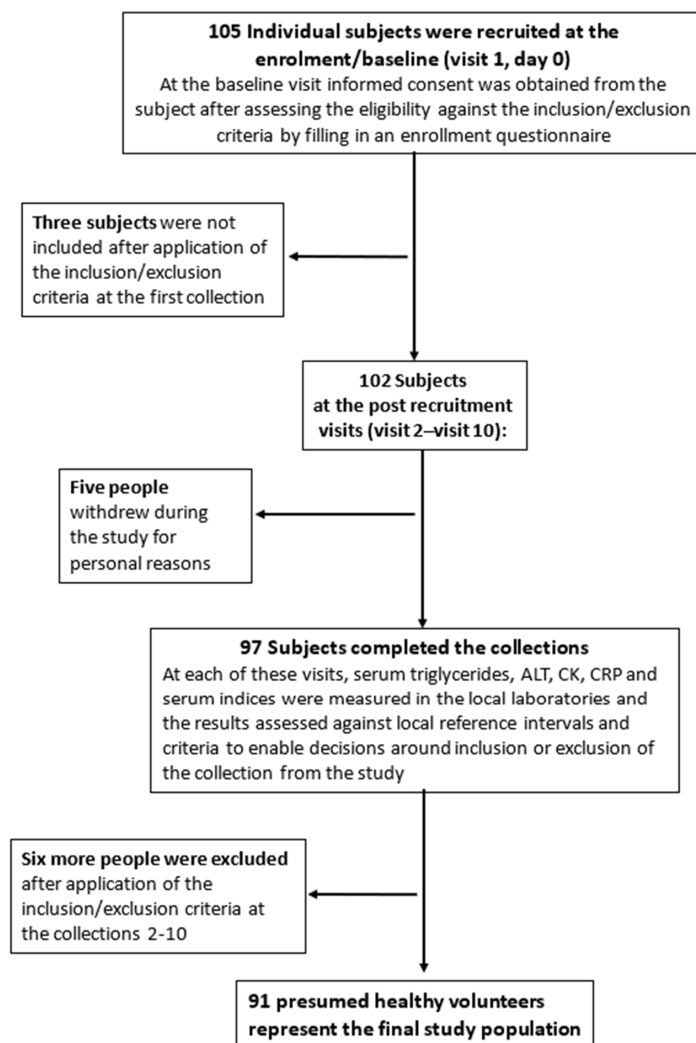 105 Individual subjects were recruited at the
enrolment/baseline (visit 1, day 0)
At the baseline visit informed consent was obtained from the
subject after assessing the eligibility against the inclusion/exclusion
criteria by filling in an enrollment questionnaire
Three subjects were not
included after application of
the inclusion/exclusion
criteria at the first collection
102 Subjects
at the post recruitment
visits (visit 2–visit 10):
Five people
withdrew during
the study for
personal reasons
97 Subjects completed the collections
At each of these visits, serum triglycerides, ALT, CK, CRP and
serum indices were measured in the local laboratories and
the results assessed against local reference intervals and
criteria to enable decisions around inclusion or exclusion of
the collection from the study
Six more people were excluded
after application of the
inclusion/exclusion criteria at
the collections 2-10
91 presumed healthy volunteers
represent the final study population